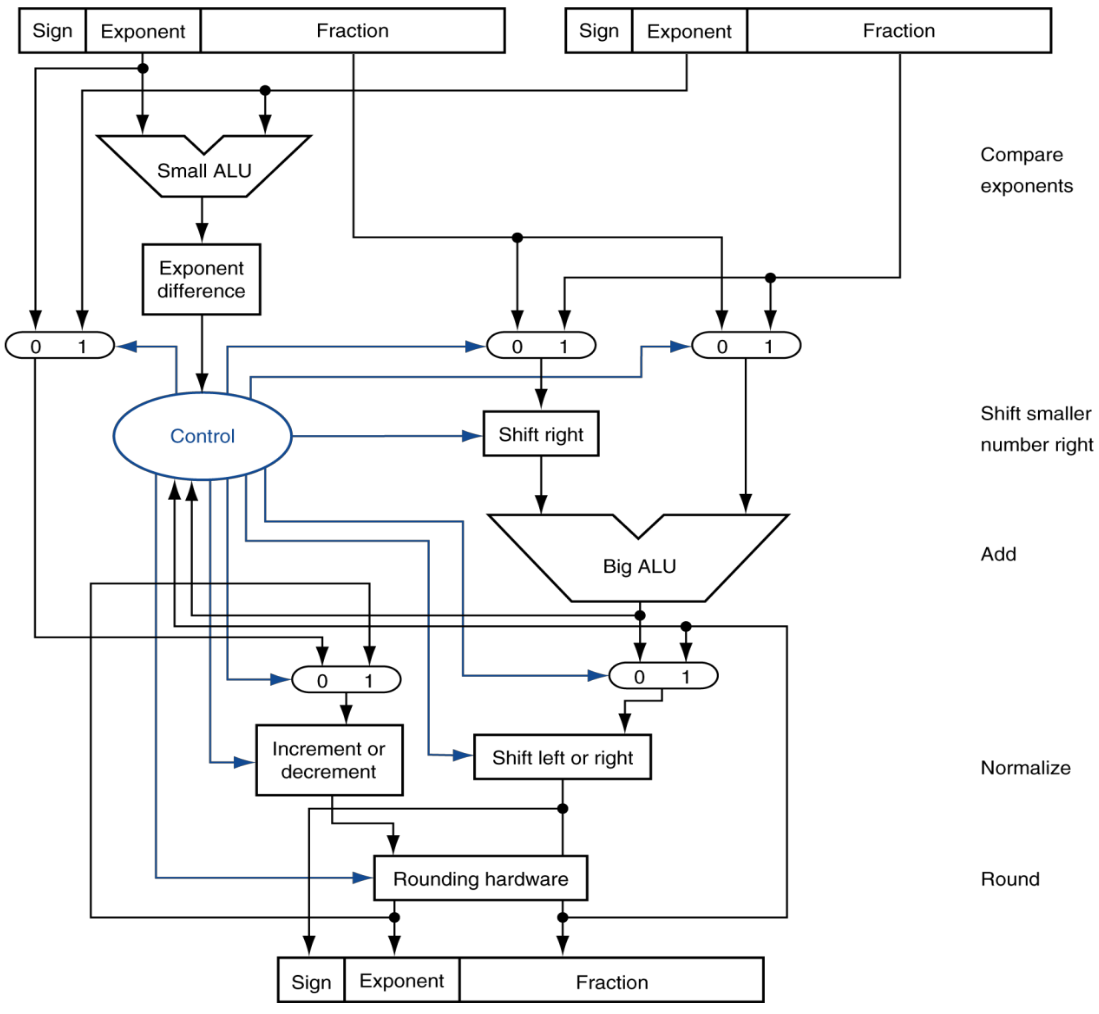 Sign Exponent Fraction Sign Exponent Fraction
Small ALU
Compare
exponents
Exponent
difference
0 1
0 1
0 1
Control
Shift right
Shift smaller
number right
Big ALU
Add
0 1
0 1
Increment or
decrement
Shift left or right
Normalize
Rounding hardware
Round
Sign Exponent Fraction